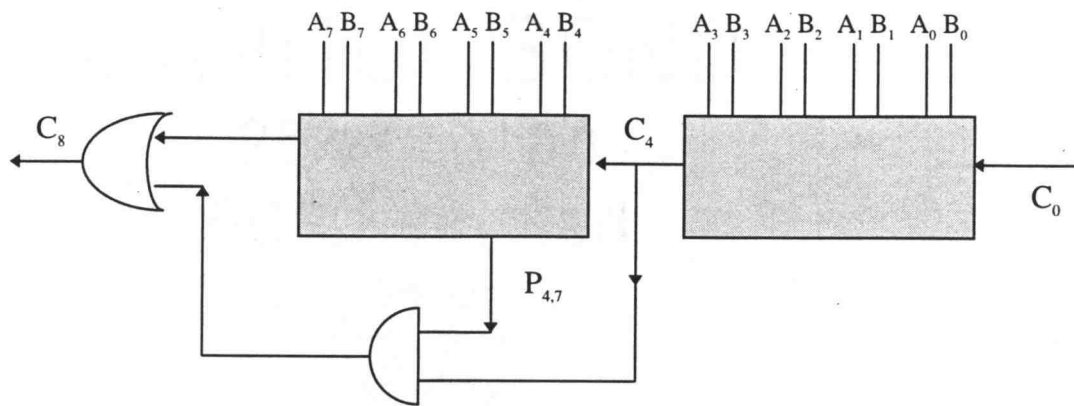 A₇ B₇ A₆ B₆ A₅ B₅ A₄ B₄ A₃ B₃ A₂ B₂ A₁ B₁ A₀ B₀
C₈
C₄
C₀
P₄,₇